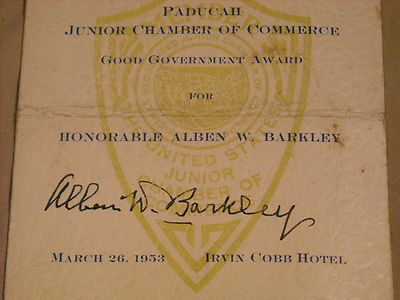 PADUCAH
JUNIOR CHAMBER OF COMMERCE
GOOD GOVERNMENT AWARD
FOR
HONORABLE ALBEN W. BARKLEY
THE UNITED STATES
JUNIOR
CHAMBER OF
Alben W. Barkley
MARCH 26, 1953 IRVIN COBB HOTEL